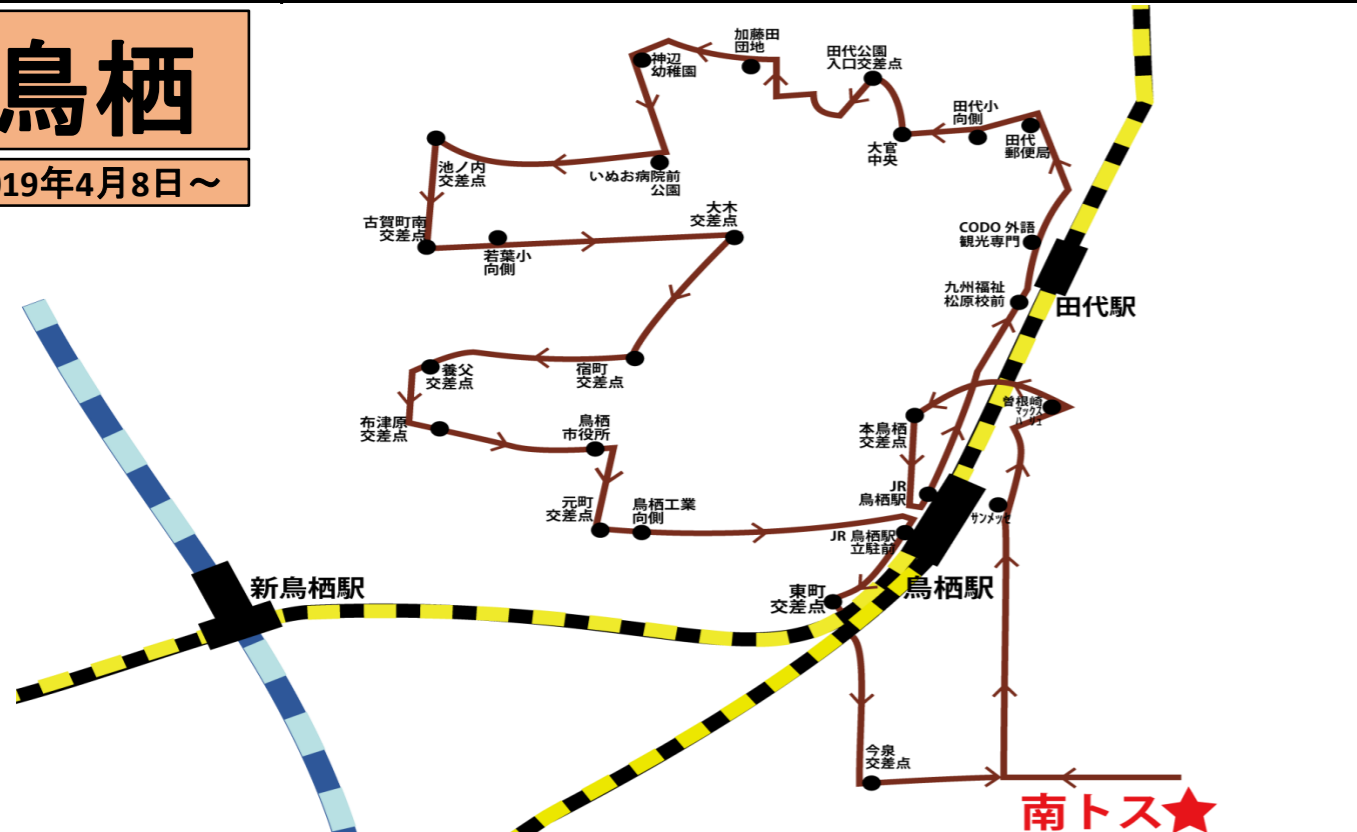 鳥栖
19年4月8日～
加藤田
団地
神辺
幼稚園
田代公園
入口交差点
田代小
向側
大官
中央
田代
郵便局
池ノ内
交差点
いぬお病院前
公園
古賀町南
交差点
大木
交差点
若葉小
向側
CODO 外語
観光専門
九州福祉
松原校前
田代駅
養父
交差点
宿町
交差点
曽根崎
マックス
バリュ
布津原
交差点
鳥栖
市役所
本鳥栖
交差点
JR
鳥栖駅
元町
交差点
鳥栖工業
向側
サンメッセ
JR 鳥栖駅
立駐前
新鳥栖駅
東町
交差点
鳥栖駅
今泉
交差点
南トス★